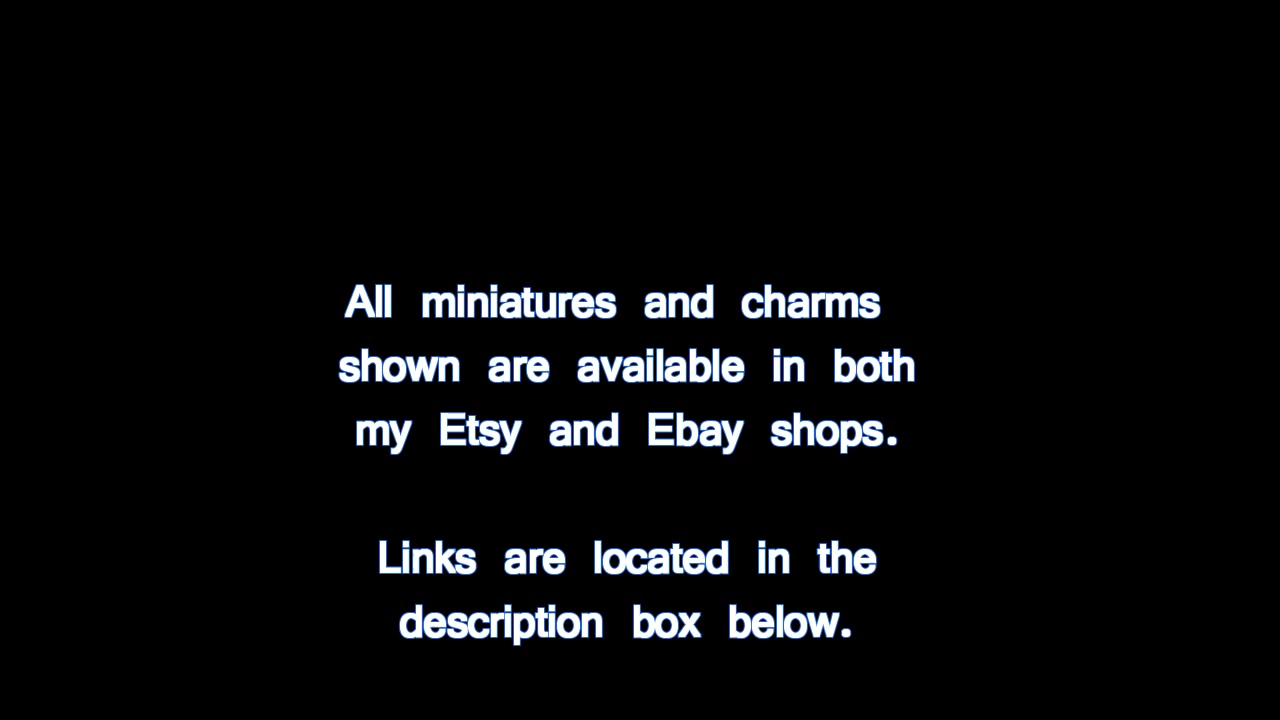 All miniatures and charms
shown are available in both
my Etsy and Ebay shops.
Links are located in the
description box below.